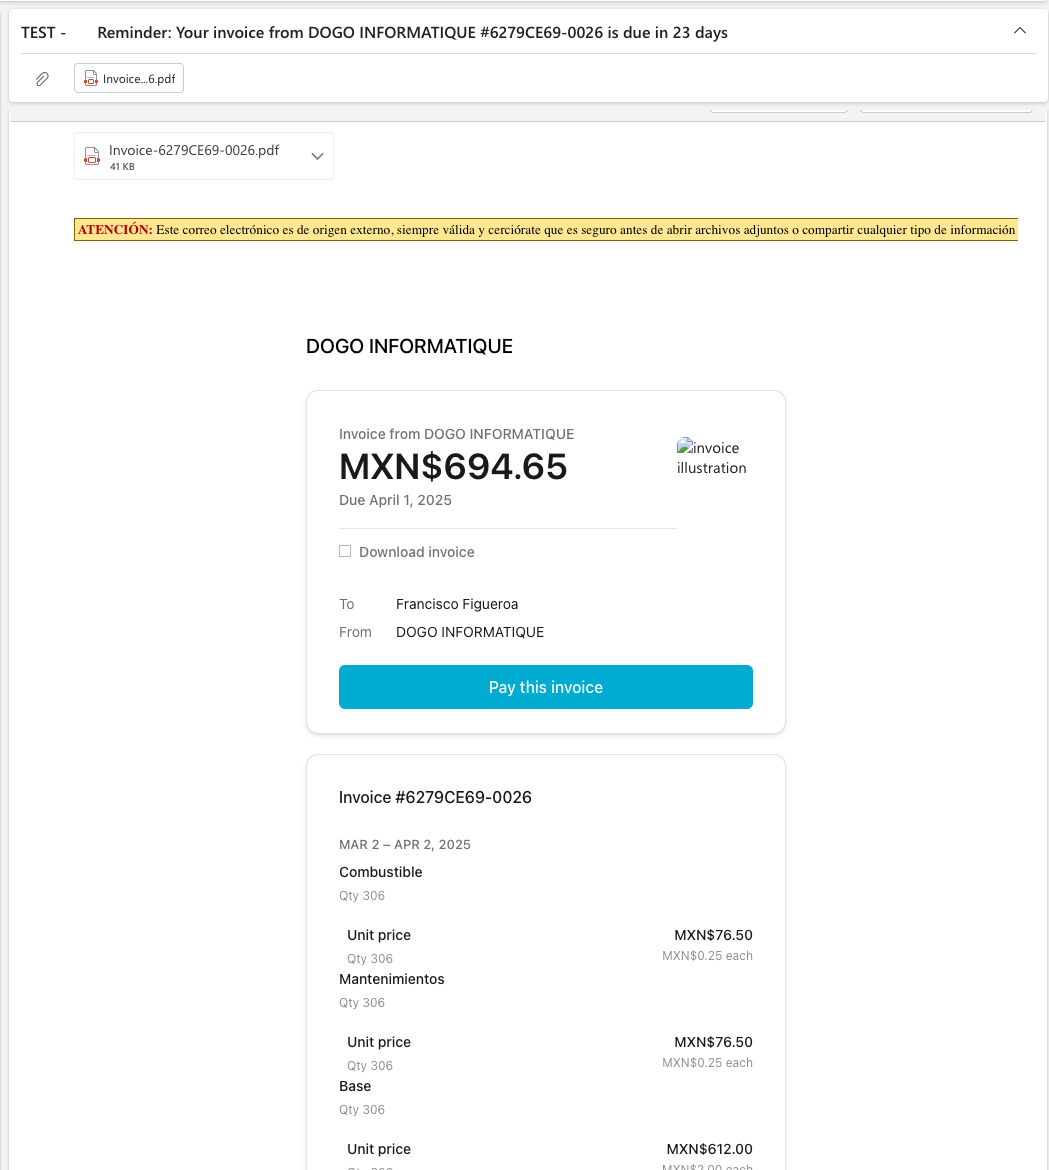 TEST - Reminder: Your invoice from DOGO INFORMATIQUE #6279CE69-0026 is due in 23 days
Invoice...6.pdf
Invoice-6279CE69-0026.pdf
41 KB
ATENCIÓN: Este correo electrónico es de origen externo, siempre válida y cerciórate que es seguro antes de abrir archivos adjuntos o compartir cualquier tipo de información
DOGO INFORMATIQUE
Invoice from DOGO INFORMATIQUE
MXN$694.65
invoice
illustration
Due April 1, 2025
Download invoice
To Francisco Figueroa
From DOGO INFORMATIQUE
Pay this invoice
Invoice #6279CE69-0026
MAR 2 – APR 2, 2025
Combustible
Qty 306
Unit price MXN$76.50
Qty 306 MXN$0.25 each
Mantenimientos
Qty 306
Unit price MXN$76.50
Qty 306 MXN$0.25 each
Base
Qty 306
Unit price MXN$612.00
Qty 306 MXN$2.00 each